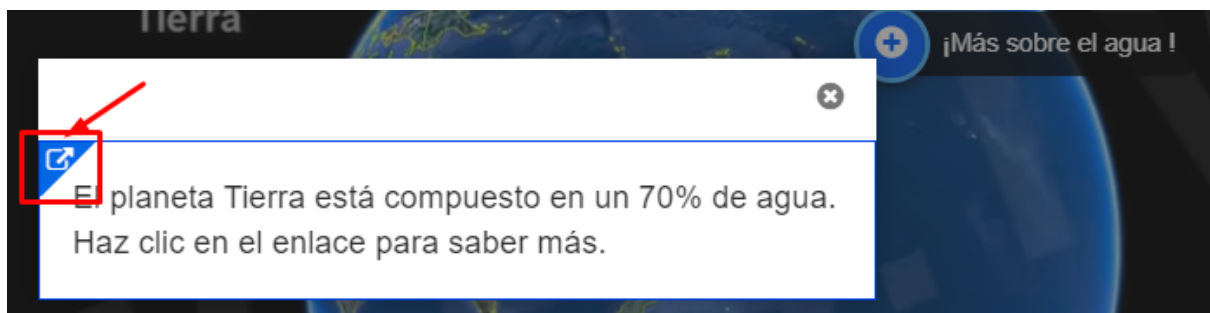 Tierra
¡Más sobre el agua !
El planeta Tierra está compuesto en un 70% de agua.
Haz clic en el enlace para saber más.